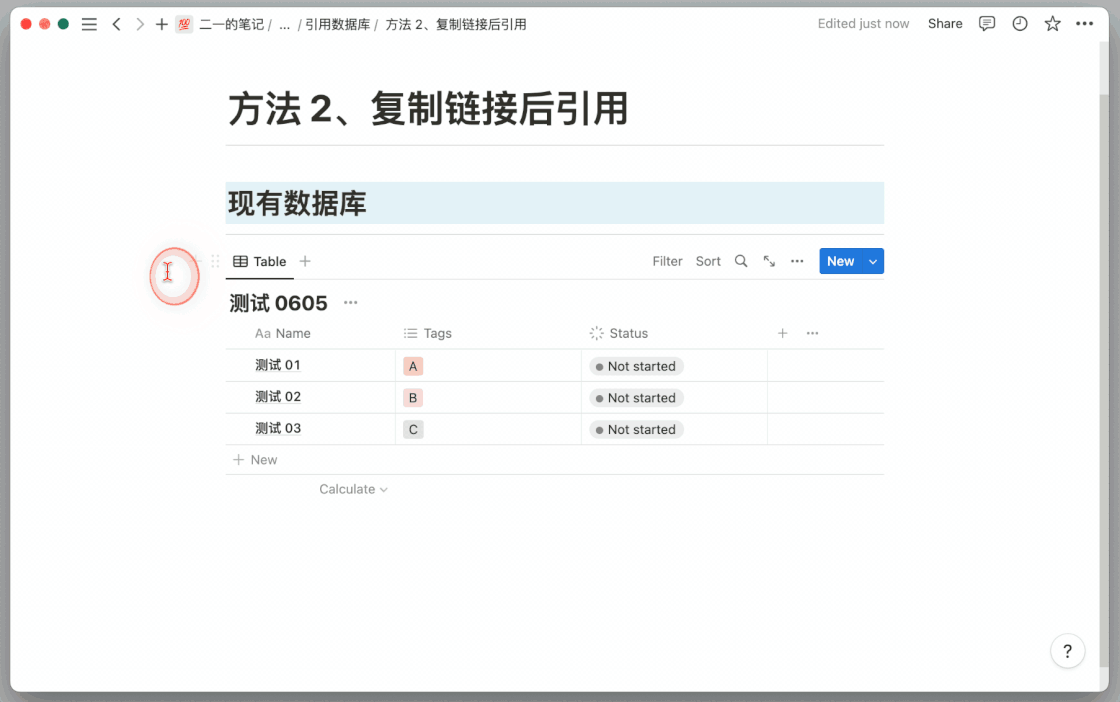 二一的笔记 / ... / 引用数据库 / 方法 2、复制链接后引用 Edited just now Share
方法 2、复制链接后引用
现有数据库
Table Filter Sort New
测试 0605
Aa Name Tags Status
测试 01 A Not started
测试 02 B Not started
测试 03 C Not started
New
Calculate
?